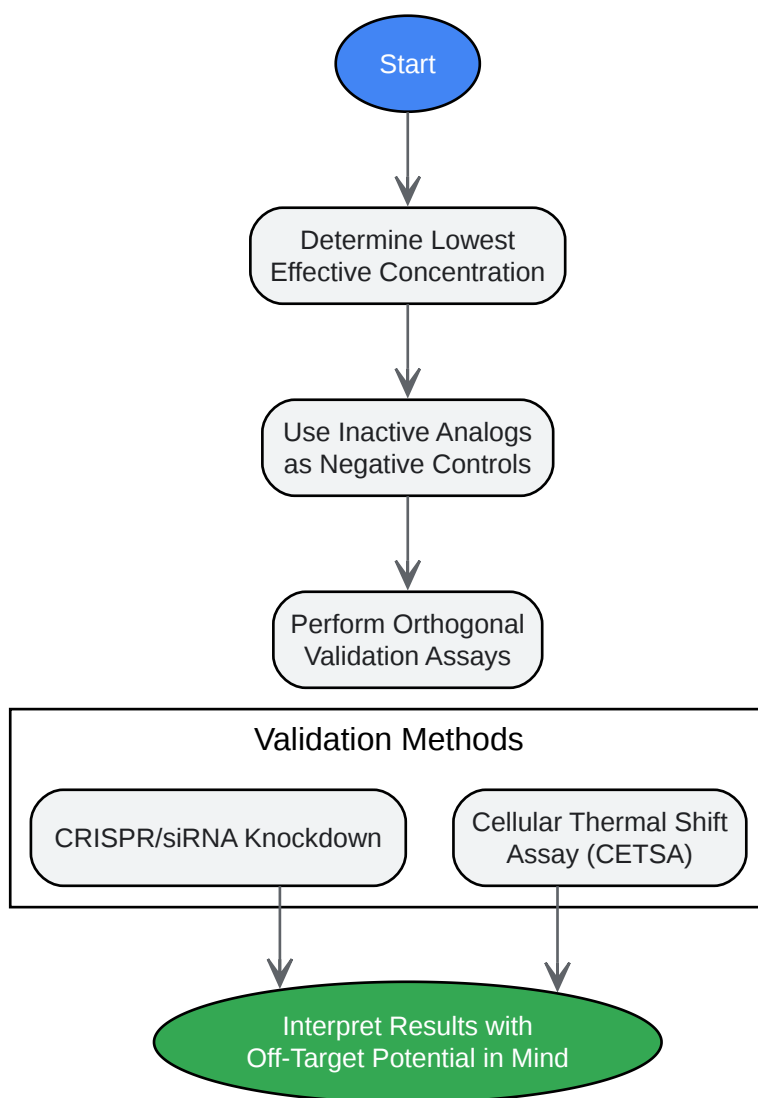 Start
Determine Lowest
Effective Concentration
Use Inactive Analogs
as Negative Controls
Perform Orthogonal
Validation Assays
Validation Methods
CRISPR/siRNA Knockdown
Cellular Thermal Shift
Assay (CETSA)
Interpret Results with
Off-Target Potential in Mind